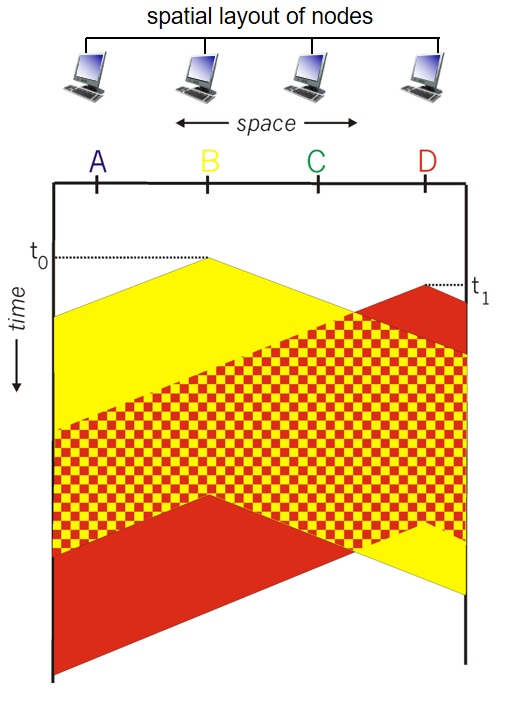 spatial layout of nodes
space
A B C D
t0
t1
time